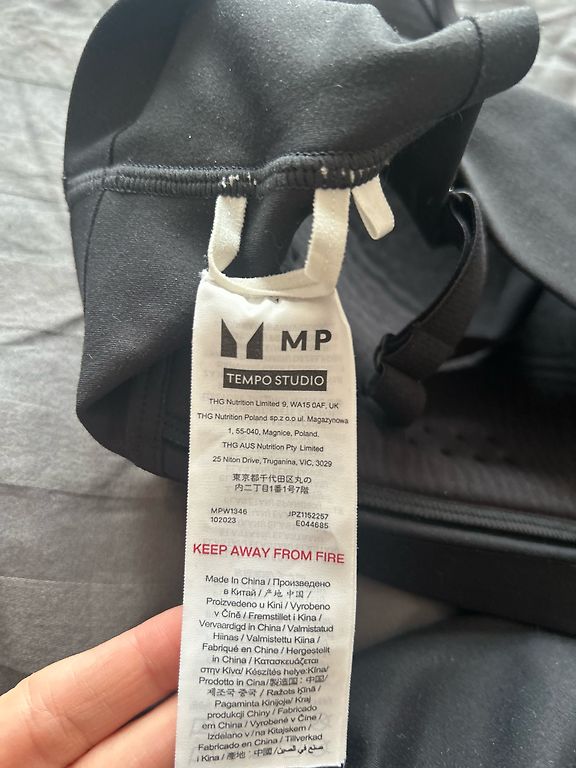 MP
TEMPO STUDIO
THG Nutrition Limited 9, WA15 0AF, UK
THG Nutrition Poland sp.z o.o ul. Magazynowa
1, 55-040, Magnice, Poland,
THG AUS Nutrition Pty Limited
25 Niton Drive, Truganina, VIC, 3029
東京都千代田区丸の
内二丁目1番1号7階
MPW1346 JPZ1152257
102023 E044685
KEEP AWAY FROM FIRE
Made In China / Произведено
в Китай / 产地 中国 /
Proizvedeno u Kini / Vyrobeno
v Číně / Fremstillet i Kina /
Vervaardigd in China / Valmistatud
Hiinas / Valmistettu Kiina /
Fabriqué en Chine / Hergestellt
in China / Κατασκευάζεται
στην Κίνα/ Készítés helye:Kína/
Prodotto in Cina/製造国：中国/
제조국 중국 / Ražots Ķīnā /
Pagaminta Kinijoje/ Kraj
produkcji Chiny / Fabricado
em China / Vyrobené v Číne /
Izdelano v / na Kitajskem /
Fabricado en China / Tillverkad
i Kina / 產地：中國 / صنع في الصين/